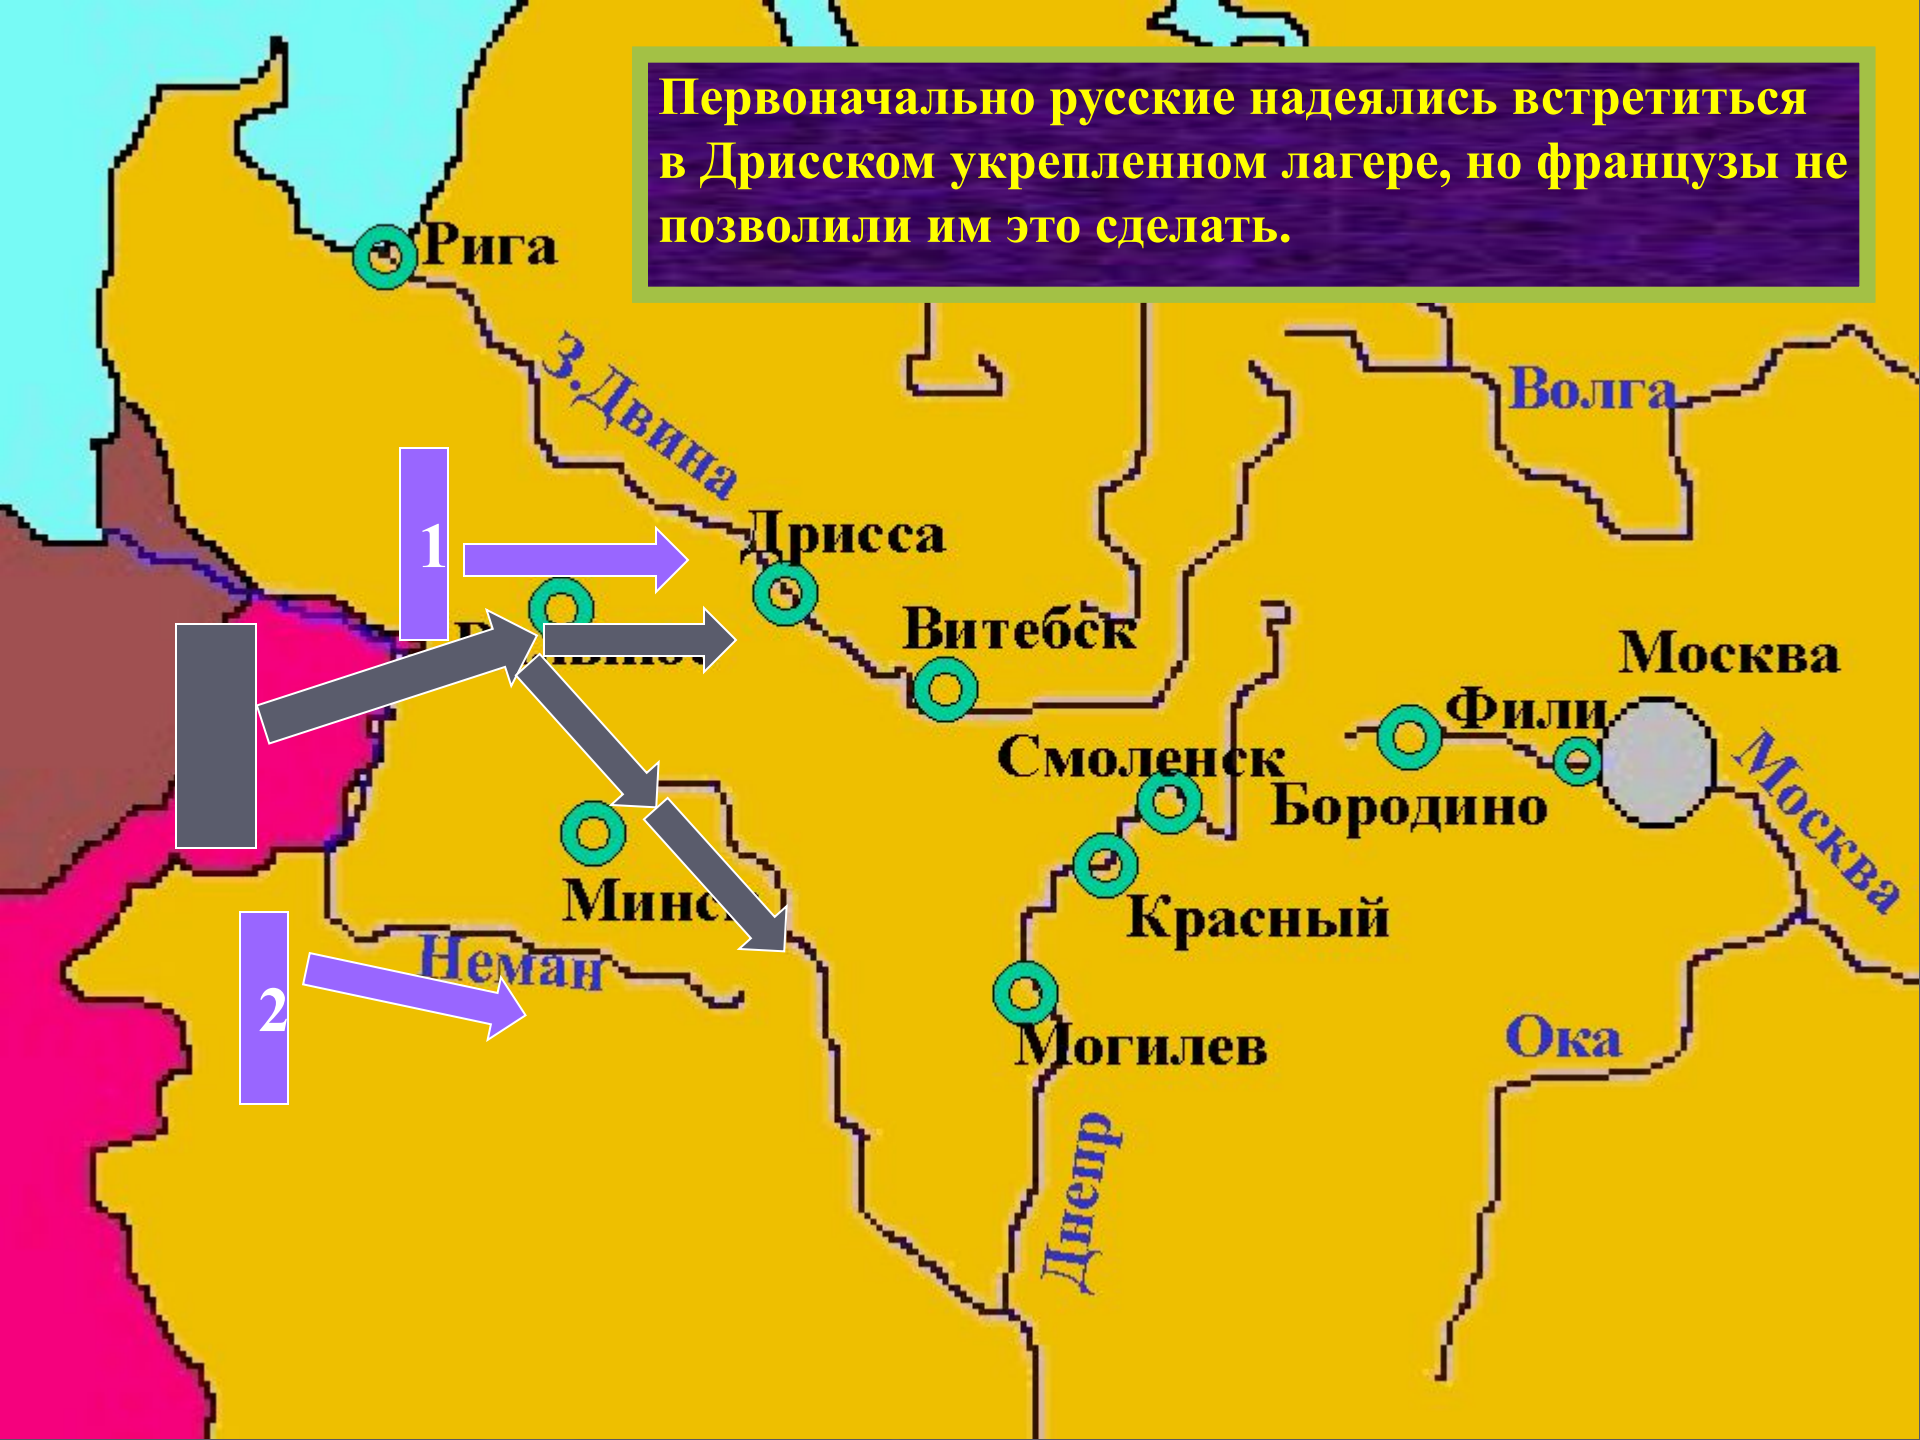 Первоначально русские надеялись встретиться
в Дрисском укрепленном лагере, но французы не
позволили им это сделать.
Рига
З.Двина
Волга
1
Дрисса
Витебск
Москва
Фили
Смоленск
Бородино
Москва
Красный
Неман
2
Ока
Могилев
Днепр